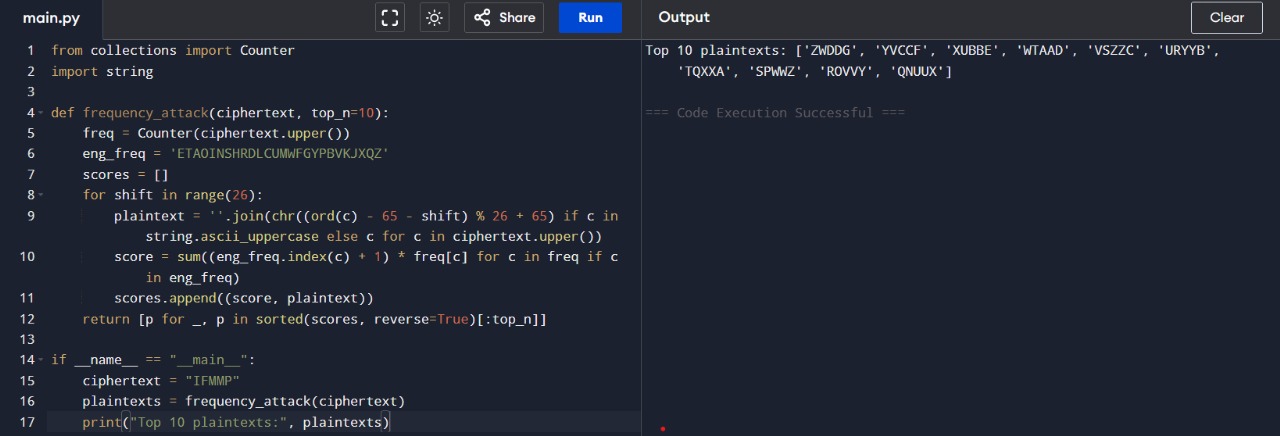 main.py
Share
Run
Output
Clear
1 from collections import Counter
2 import string
3
4 def frequency_attack(ciphertext, top_n=10):
5     freq = Counter(ciphertext.upper())
6     eng_freq = 'ETAOINSHRDLCUMWFGYPBVKJXQZ'
7     scores = []
8     for shift in range(26):
9         plaintext = ''.join(chr((ord(c) - 65 - shift) % 26 + 65) if c in
            string.ascii_uppercase else c for c in ciphertext.upper())
10         score = sum((eng_freq.index(c) + 1) * freq[c] for c in freq if c
            in eng_freq)
11         scores.append((score, plaintext))
12     return [p for _, p in sorted(scores, reverse=True)[:top_n]]
13
14 if __name__ == "__main__":
15     ciphertext = "IFMMP"
16     plaintexts = frequency_attack(ciphertext)
17     print("Top 10 plaintexts:", plaintexts)
Top 10 plaintexts: ['ZWDDG', 'YVCCF', 'XUBBE', 'WTAAD', 'VSZZC', 'URYYB',
    'TQXXA', 'SPWWZ', 'ROVVY', 'QNUUX']
=== Code Execution Successful ===